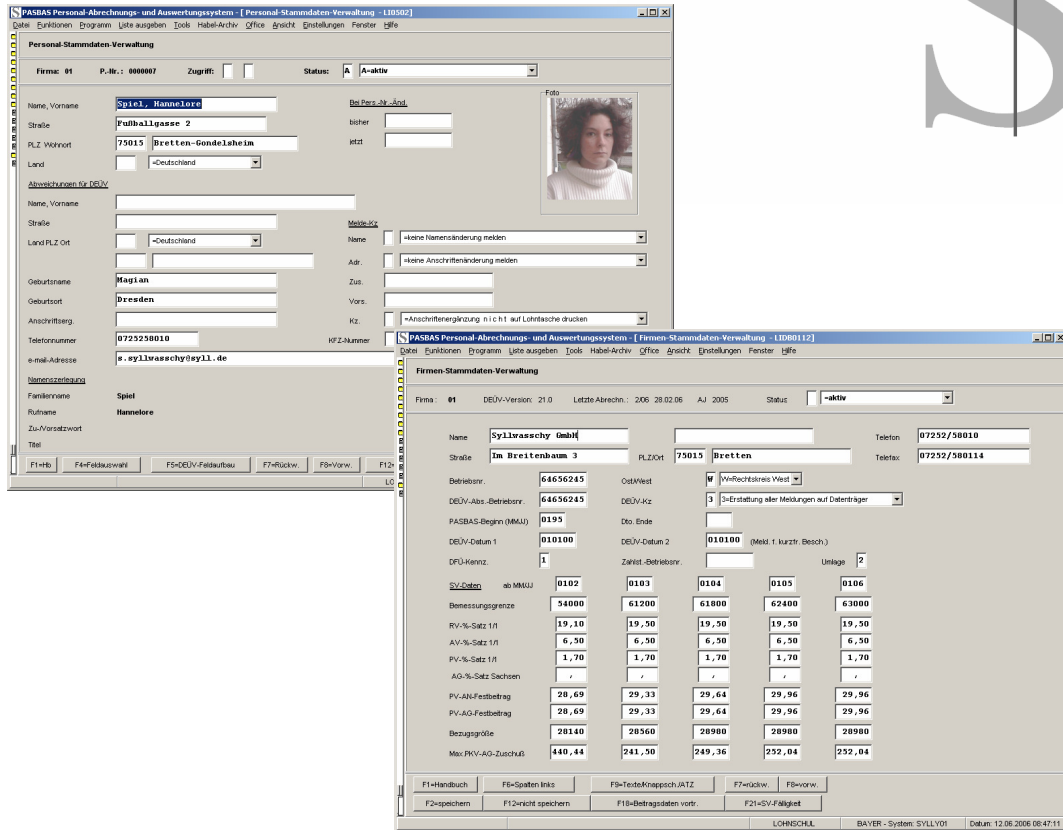 PASBAS Personal-Abrechnungs- und Auswertungssystem - [ Personal-Stammdaten-Verwaltung - LI0S02]
Datei Funktionen Programm Liste ausgeben Tools Habel-Archiv Office Ansicht Einstellungen Fenster Hilfe
Personal-Stammdaten-Verwaltung
Firma: 01 P.-Nr.: 0000007 Zugriff: Status: A A=aktiv
Name, Vorname Spiel, Hannelore Bei Pers.-Nr.-Änd. Foto
Straße Fußballgasse 2 bisher
PLZ Wohnort 75015 Bretten-Gondelsheim jetzt
Land =Deutschland
Abweichungen für DEÜV
Name, Vorname
Straße Melde-Kz
Land PLZ Ort =Deutschland Name =keine Namensänderung melden
Adr. =keine Anschriftenänderung melden
Geburtsname Magian Zus.
Geburtsort Dresden Vors.
Anschriftserg. Kz. =Anschriftenergänzung n i c h t auf Lohntasche drucken
Telefonnummer 0725258010 KFZ-Nummer
e-mail-Adresse s.syllwasschy@syll.de
Namenszerlegung
Familienname Spiel
Rufname Hannelore
Zu-/Vorsatzwort
Titel
F1=Hb F4=Feldauswahl F5=DEÜV-Feldaufbau F7=Rückw. F8=Vorw. F12=
LO
PASBAS Personal-Abrechnungs- und Auswertungssystem - [ Firmen-Stammdaten-Verwaltung - LIDB0112]
Datei Funktionen Programm Liste ausgeben Tools Habel-Archiv Office Ansicht Einstellungen Fenster Hilfe
Firmen-Stammdaten-Verwaltung
Firma : 01 DEÜV-Version: 21.0 Letzte Abrechn.: 2/06 28.02.06 AJ 2005 Status =aktiv
Name Syllwasschy GmbH Telefon 07252/58010
Straße Im Breitenbaum 3 PLZ/Ort 75015 Bretten Telefax 07252/580114
Betriebsnr. 64656245 Ost/West W W=Rechtskreis West
DEÜV-Abs.-Betriebsnr. 64656245 DEÜV-Kz 3 3=Erstattung aller Meldungen auf Datenträger
PASBAS-Beginn (MMJJ) 0195 Dto. Ende
DEÜV-Datum 1 010100 DEÜV-Datum 2 010100 (Meld. f. kurzfr. Besch.)
DFÜ-Kennz. 1 Zahlst.-Betriebsnr. Umlage 2
SV-Daten ab MM/JJ 0102 0103 0104 0105 0106
Bemessungsgrenze 54000 61200 61800 62400 63000
RV-%-Satz 1/1 19,10 19,50 19,50 19,50 19,50
AV-%-Satz 1/1 6,50 6,50 6,50 6,50 6,50
PV-%-Satz 1/1 1,70 1,70 1,70 1,70 1,70
AG-%-Satz Sachsen , , , , ,
PV-AN-Festbeitrag 28,69 29,33 29,64 29,96 29,96
PV-AG-Festbeitrag 28,69 29,33 29,64 29,96 29,96
Bezugsgröße 28140 28560 28980 28980 28980
Max.PKV-AG-Zuschuß 440,44 241,50 249,36 252,04 252,04
F1=Handbuch F6=Spalten links F9=Texte/Knappsch./ATZ F7=rückw. F8=vorw.
F2=speichern F12=nicht speichern F18=Beitragsdaten vortr. F21=SV-Fälligkeit
LOHNSCHUL BAYER - System: SYLLY01 Datum: 12.06.2006 08:47:11